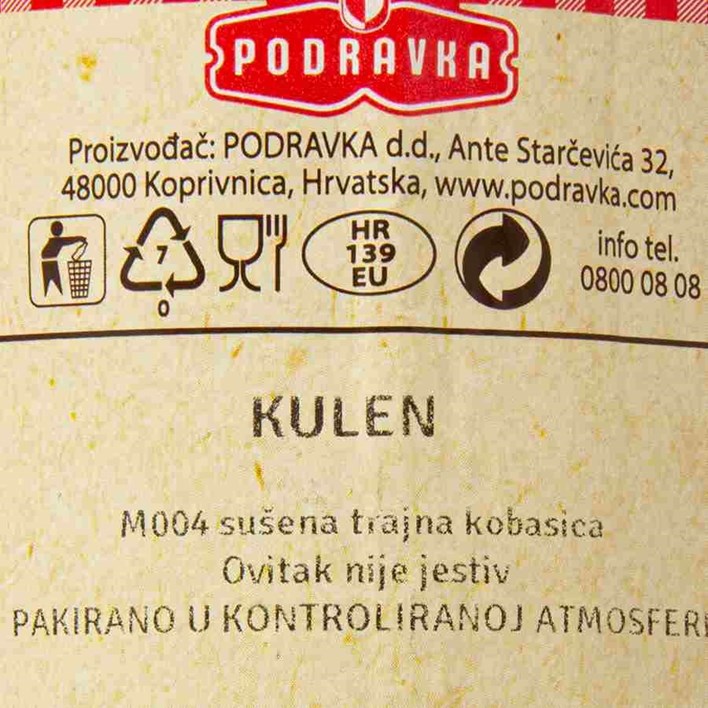 PODRAVKA
Proizvođač: PODRAVKA d.d., Ante Starčevića 32,
48000 Koprivnica, Hrvatska, www.podravka.com
7
O
HR
139
EU
info tel.
0800 08 08
KULEN
M004 sušena trajna kobasica
Ovitak nije jestiv
PAKIRANO U KONTROLIRANOJ ATMOSFERI